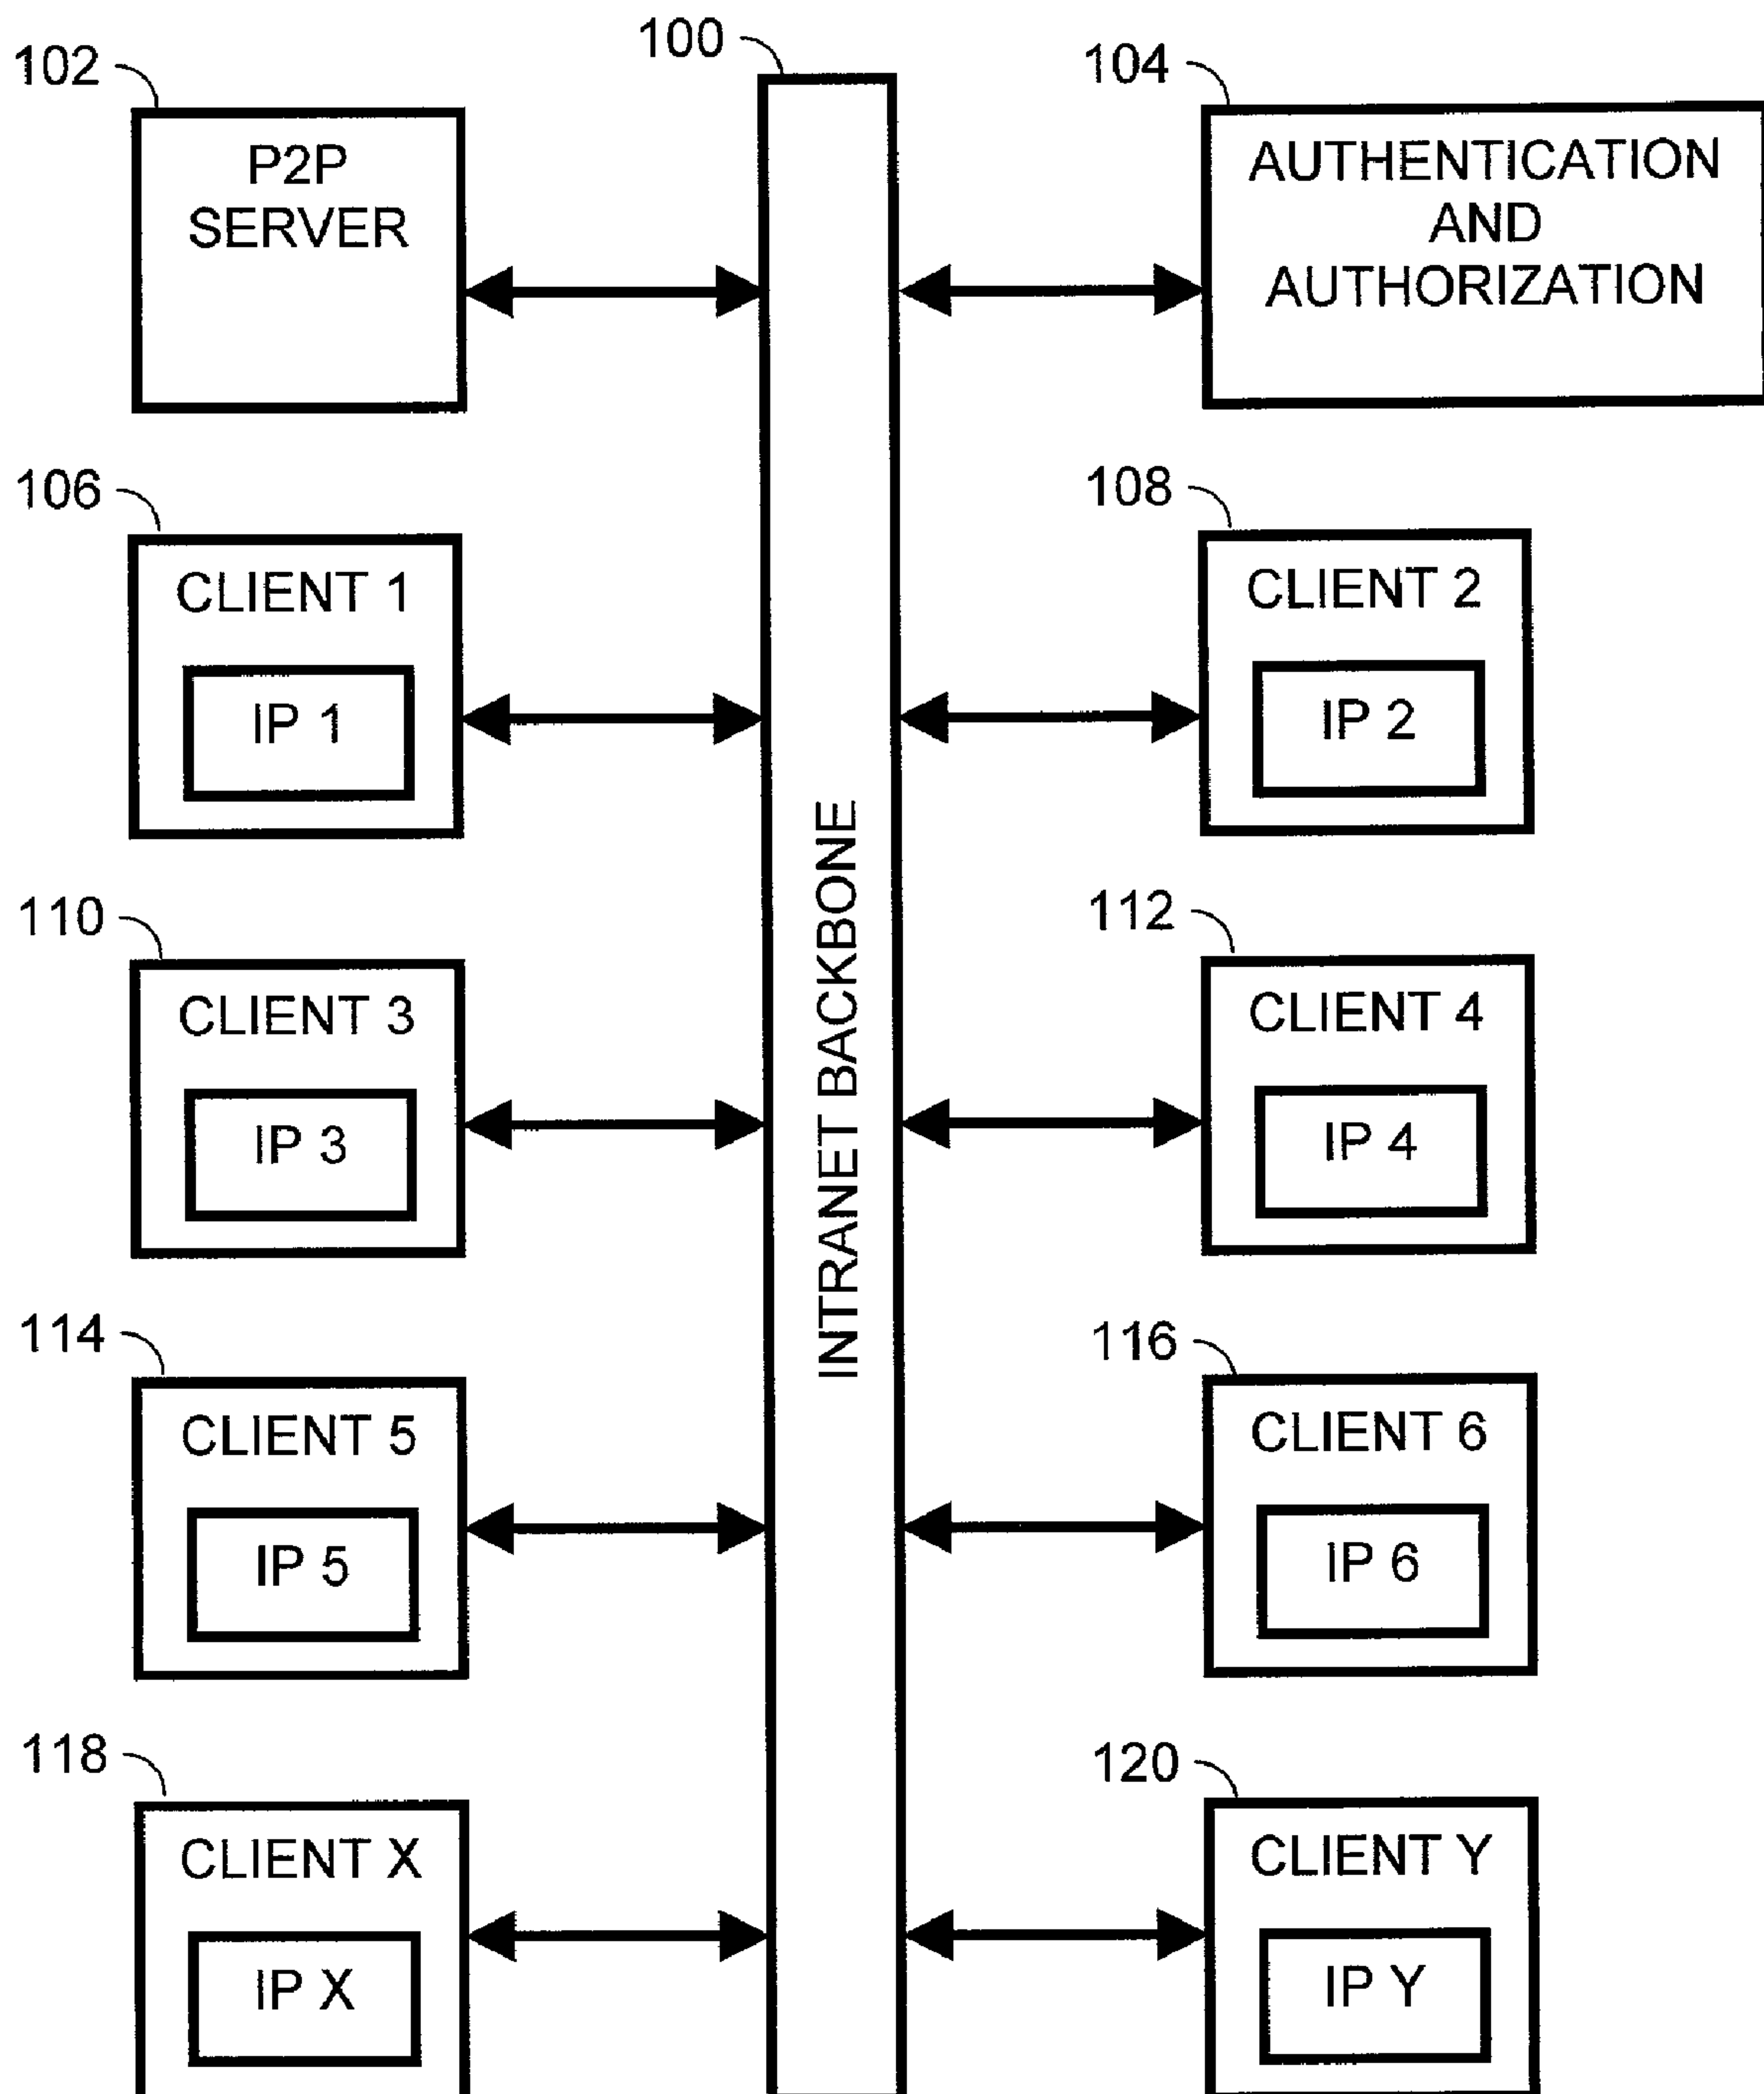 100
102
104
P2P
SERVER
AUTHENTICATION
AND
AUTHORIZATION
106
108
CLIENT 1
IP 1
CLIENT 2
IP 2
INTRANET BACKBONE
110
112
CLIENT 3
IP 3
CLIENT 4
IP 4
114
116
CLIENT 5
IP 5
CLIENT 6
IP 6
118
120
CLIENT X
IP X
CLIENT Y
IP Y